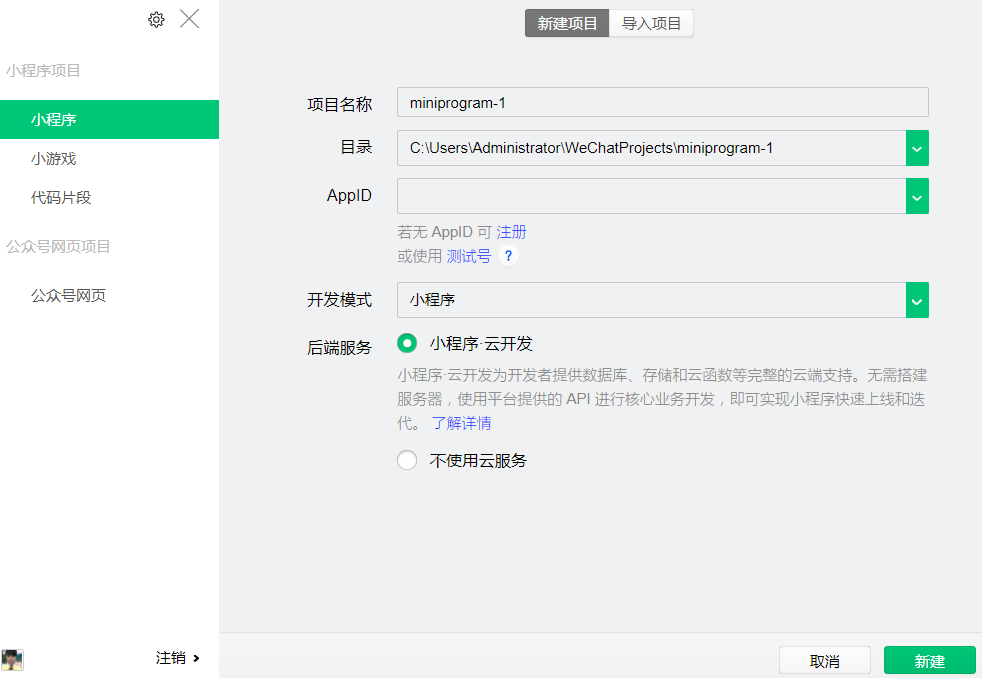 小程序项目
小程序
小游戏
代码片段
公众号网页项目
公众号网页
注销
新建项目 导入项目
项目名称 miniprogram-1
目录 C:\Users\Administrator\WeChatProjects\miniprogram-1
AppID
若无 AppID 可 注册
或使用 测试号 ?
开发模式 小程序
后端服务 小程序·云开发
小程序·云开发为开发者提供数据库、存储和云函数等完整的云端支持。无需搭建
服务器，使用平台提供的 API 进行核心业务开发，即可实现小程序快速上线和迭
代。 了解详情
不使用云服务
取消 新建